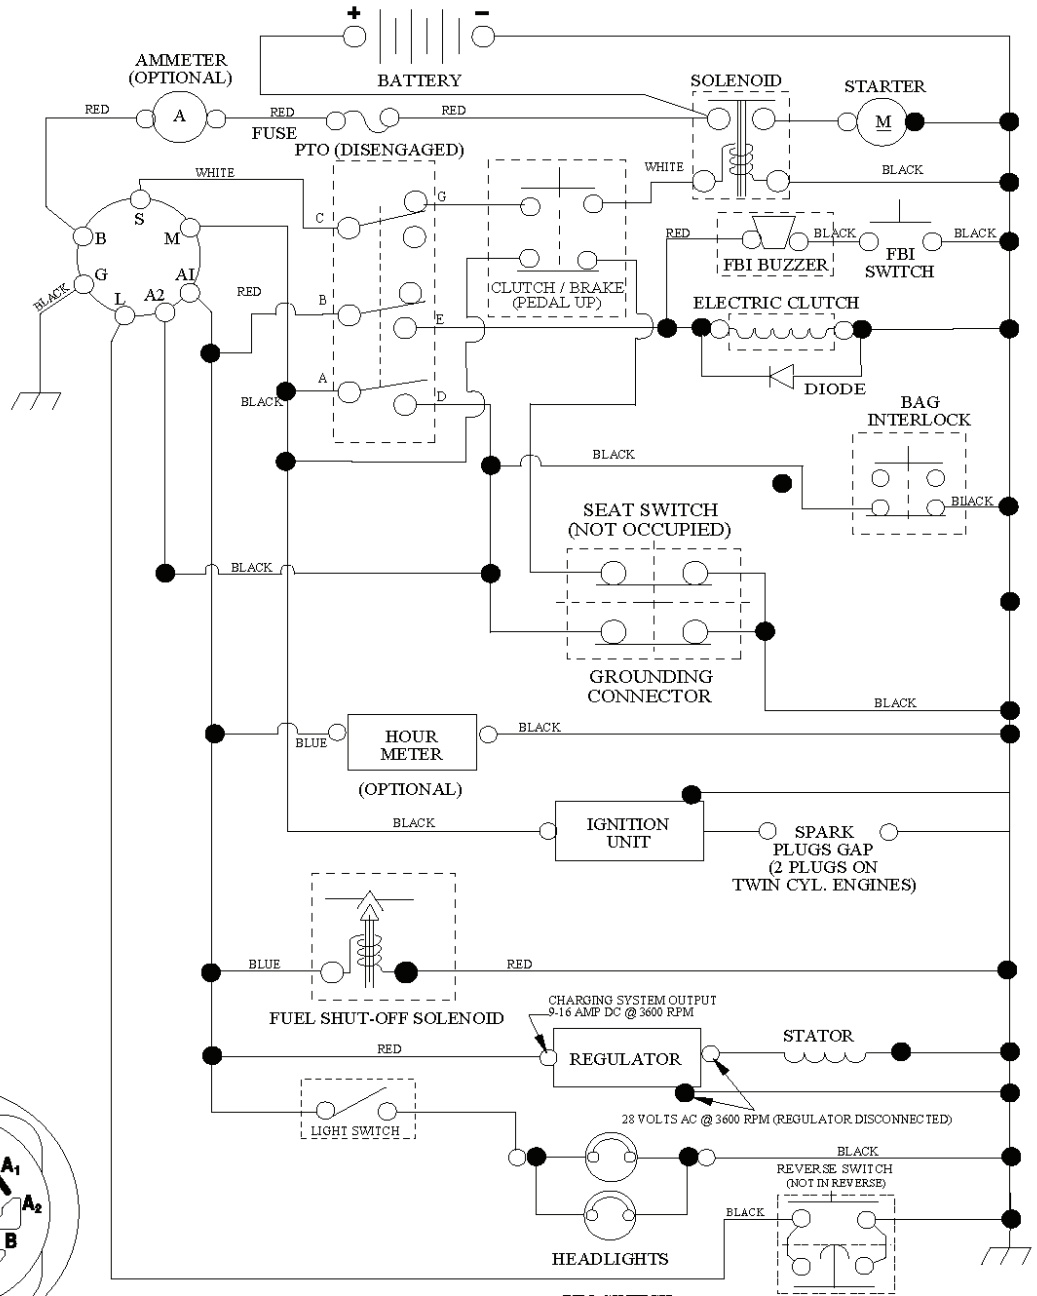 + −
BATTERY
AMMETER
(OPTIONAL)
SOLENOID
STARTER
RED
A
RED
FUSE
RED
M
PTO (DISENGAGED)
WHITE
WHITE
BLACK
S
B
M
G
A1
A2
L
BLACK
C
G
B
E
A
D
RED
BLACK
CLUTCH / BRAKE
(PEDAL UP)
RED
BLACK
BLACK
FBI BUZZER
FBI
SWITCH
ELECTRIC CLUTCH
DIODE
BAG
INTERLOCK
BLACK
BLACK
SEAT SWITCH
(NOT OCCUPIED)
BLACK
GROUNDING
CONNECTOR
BLACK
BLUE
HOUR
METER
BLACK
(OPTIONAL)
BLACK
IGNITION
UNIT
SPARK
PLUGS GAP
(2 PLUGS ON
TWIN CYL. ENGINES)
BLUE
RED
FUEL SHUT-OFF SOLENOID
CHARGING SYSTEM OUTPUT
9-16 AMP DC @ 3600 RPM
RED
REGULATOR
STATOR
28 VOLTS AC @ 3600 RPM (REGULATOR DISCONNECTED)
LIGHT SWITCH
BLACK
REVERSE SWITCH
(NOT IN REVERSE)
BLACK
HEADLIGHTS
A1
A2
B